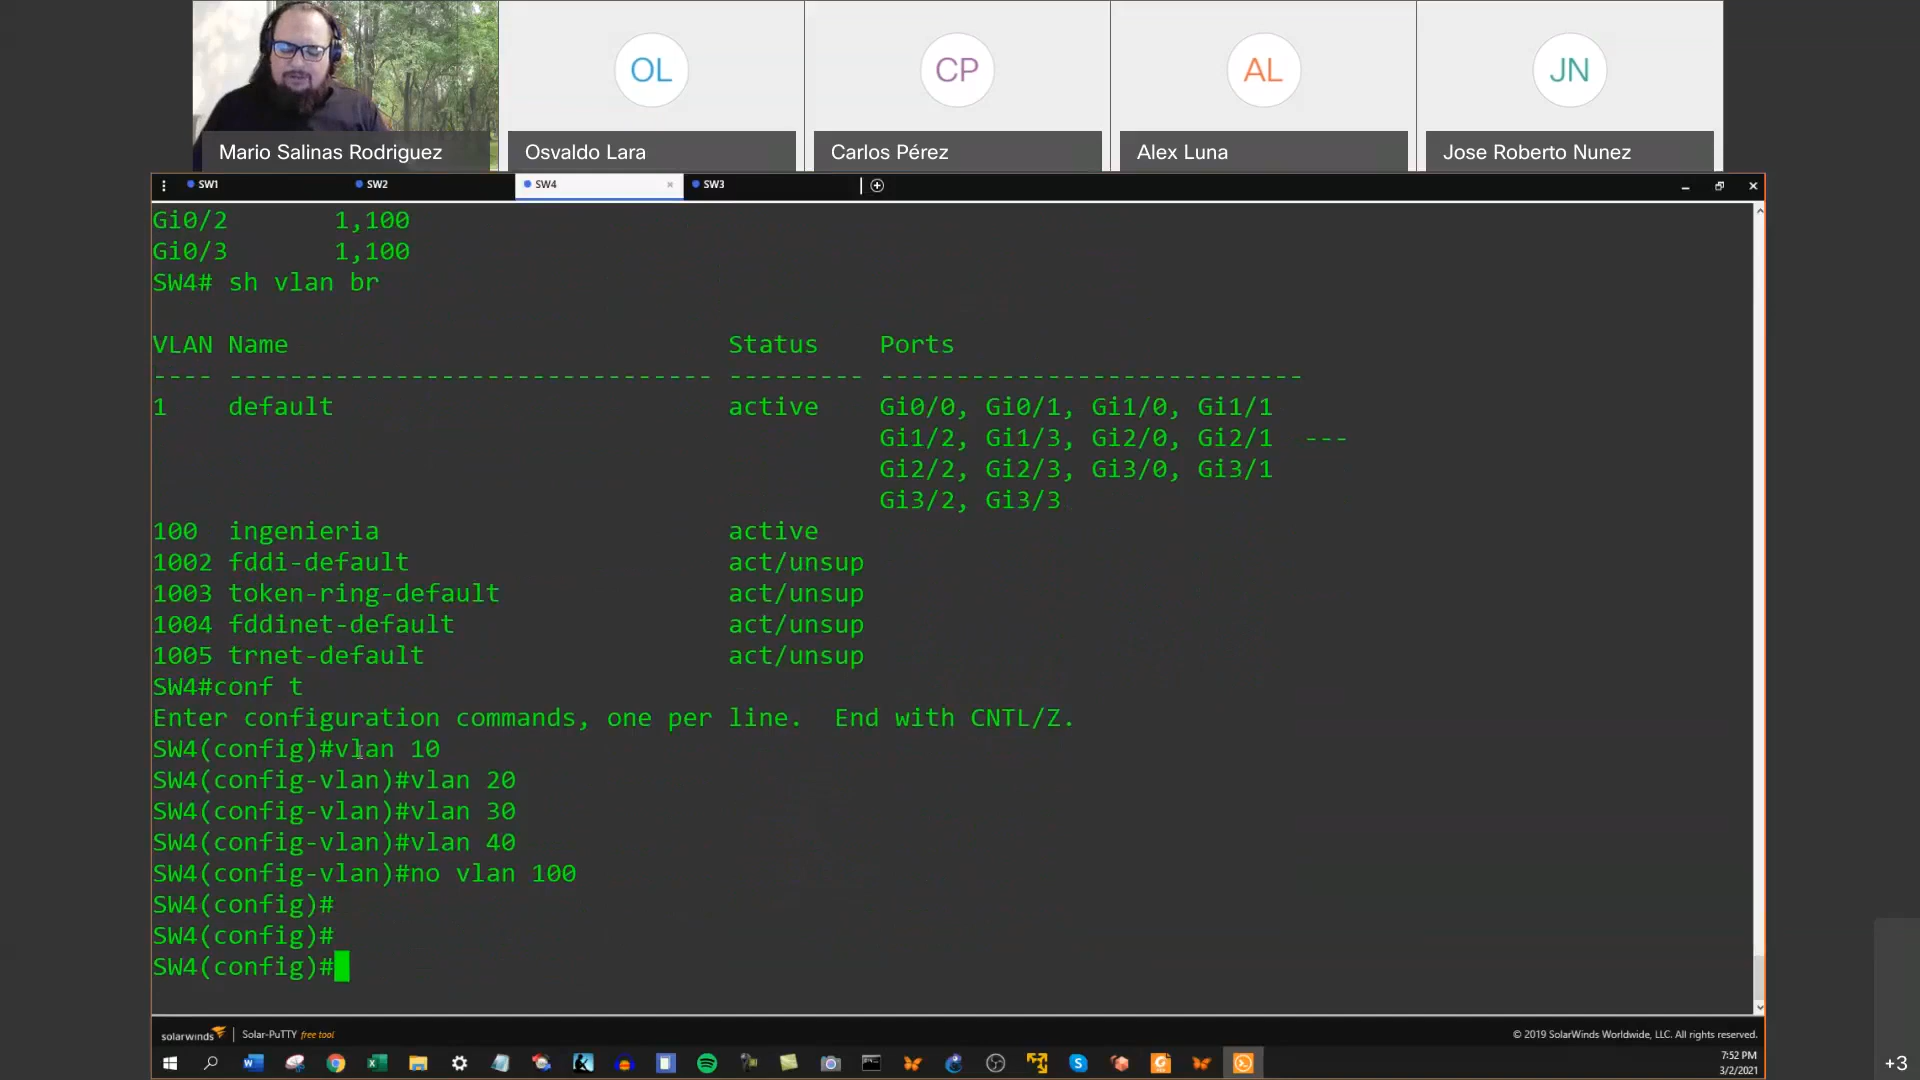 OL
CP
AL
JN
Mario Salinas Rodriguez
Osvaldo Lara
Carlos Pérez
Alex Luna
Jose Roberto Nunez
SW1
SW2
SW4
SW3
Gi0/2 1,100
Gi0/3 1,100
SW4# sh vlan br
VLAN Name Status Ports
---- -------------------------------- --------- ----------------------------
1 default active Gi0/0, Gi0/1, Gi1/0, Gi1/1
Gi1/2, Gi1/3, Gi2/0, Gi2/1 ---
Gi2/2, Gi2/3, Gi3/0, Gi3/1
Gi3/2, Gi3/3
100 ingenieria active
1002 fddi-default act/unsup
1003 token-ring-default act/unsup
1004 fddinet-default act/unsup
1005 trnet-default act/unsup
SW4#conf t
Enter configuration commands, one per line. End with CNTL/Z.
SW4(config)#vlan 10
SW4(config-vlan)#vlan 20
SW4(config-vlan)#vlan 30
SW4(config-vlan)#vlan 40
SW4(config-vlan)#no vlan 100
SW4(config)#
SW4(config)#
SW4(config)#
solarwinds | Solar-PuTTY free tool
© 2019 SolarWinds Worldwide, LLC. All rights reserved.
7:52 PM
3/2/2021
+3